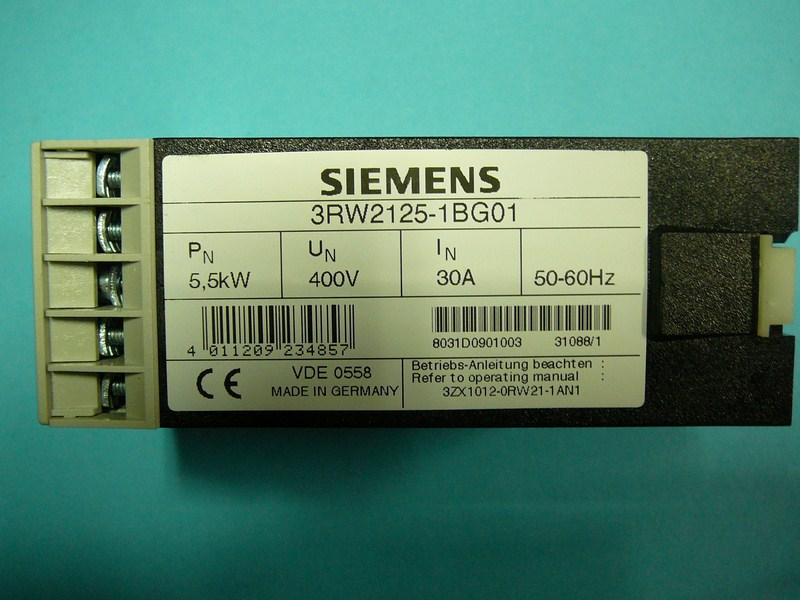 SIEMENS
3RW2125-1BG01
PN UN IN
5,5kW 400V 30A 50-60Hz
4 011209 234857
8031D0901003 31088/1
CE
VDE 0558
MADE IN GERMANY
Betriebs-Anleitung beachten :
Refer to operating manual :
3ZX1012-0RW21-1AN1